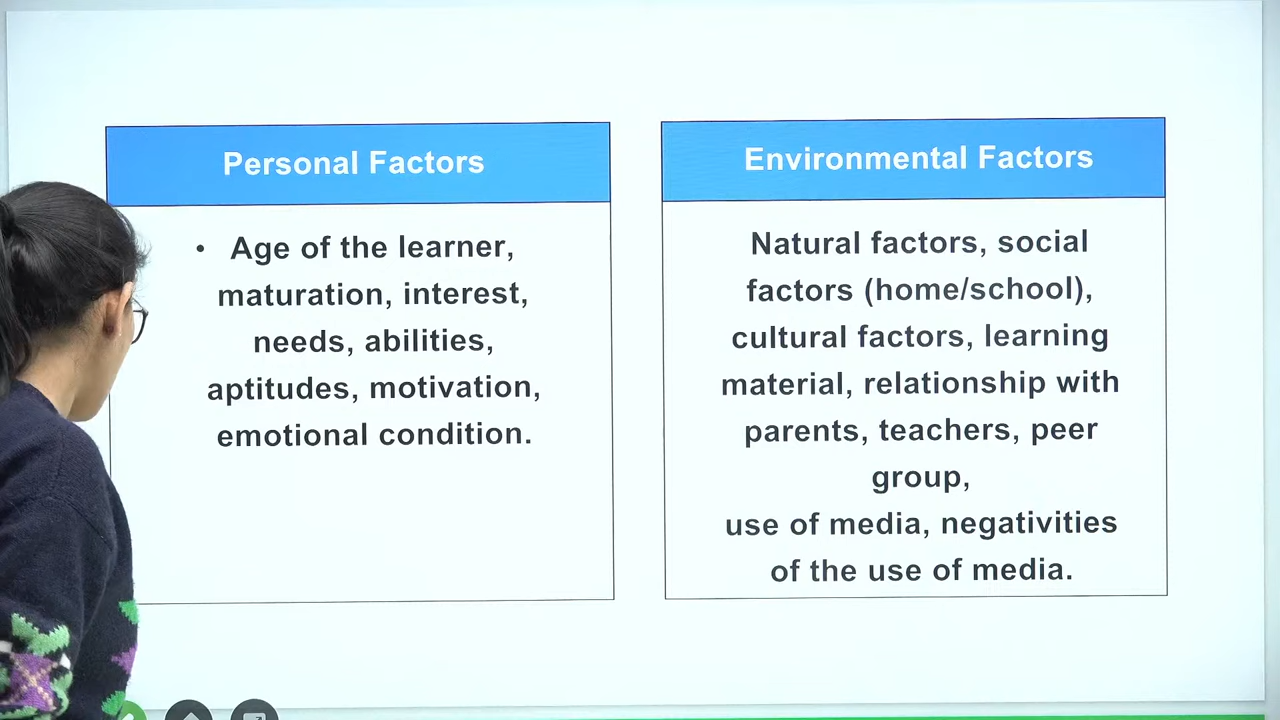 Personal Factors
• Age of the learner,
maturation, interest,
needs, abilities,
aptitudes, motivation,
emotional condition.
Environmental Factors
Natural factors, social
factors (home/school),
cultural factors, learning
material, relationship with
parents, teachers, peer
group,
use of media, negativities
of the use of media.